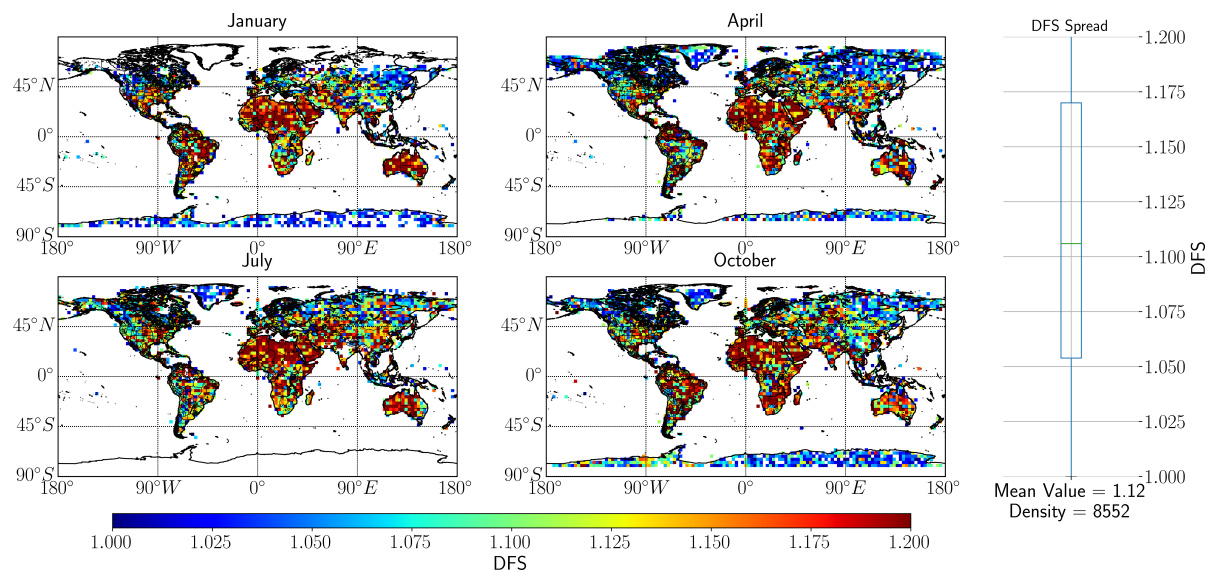 January
April
DFS Spread
45°N
0°
45°S
90°S
180°
90°W
0°
90°E
180°
45°N
0°
45°S
90°S
180°
90°W
0°
90°E
180°
1.200
1.175
1.150
1.125
1.100
1.075
1.050
1.025
1.000
DFS
July
October
45°N
0°
45°S
90°S
180°
90°W
0°
90°E
180°
45°N
0°
45°S
90°S
180°
90°W
0°
90°E
180°
Mean Value = 1.12
Density = 8552
1.000
1.025
1.050
1.075
1.100
1.125
1.150
1.175
1.200
DFS